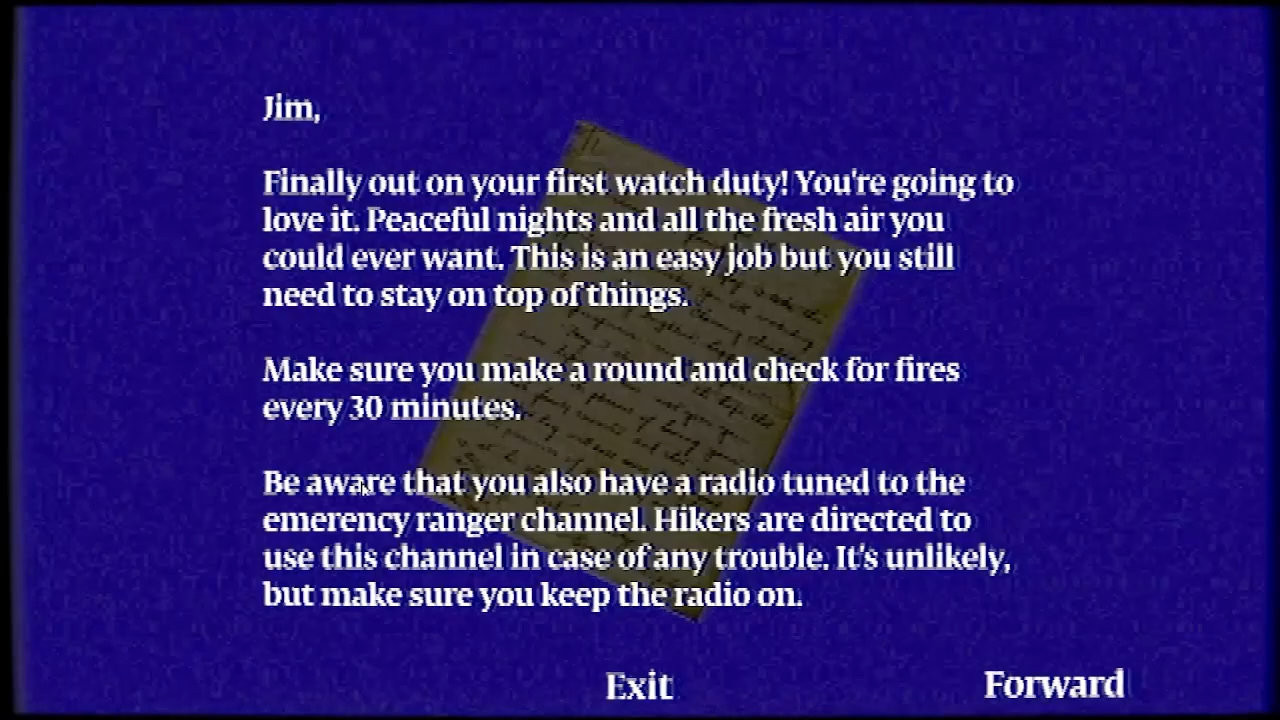 Jim,
Finally out on your first watch duty! You're going to
love it. Peaceful nights and all the fresh air you
could ever want. This is an easy job but you still
need to stay on top of things.
Make sure you make a round and check for fires
every 30 minutes.
Be aware that you also have a radio tuned to the
emerency ranger channel. Hikers are directed to
use this channel in case of any trouble. It's unlikely,
but make sure you keep the radio on.
Exit
Forward